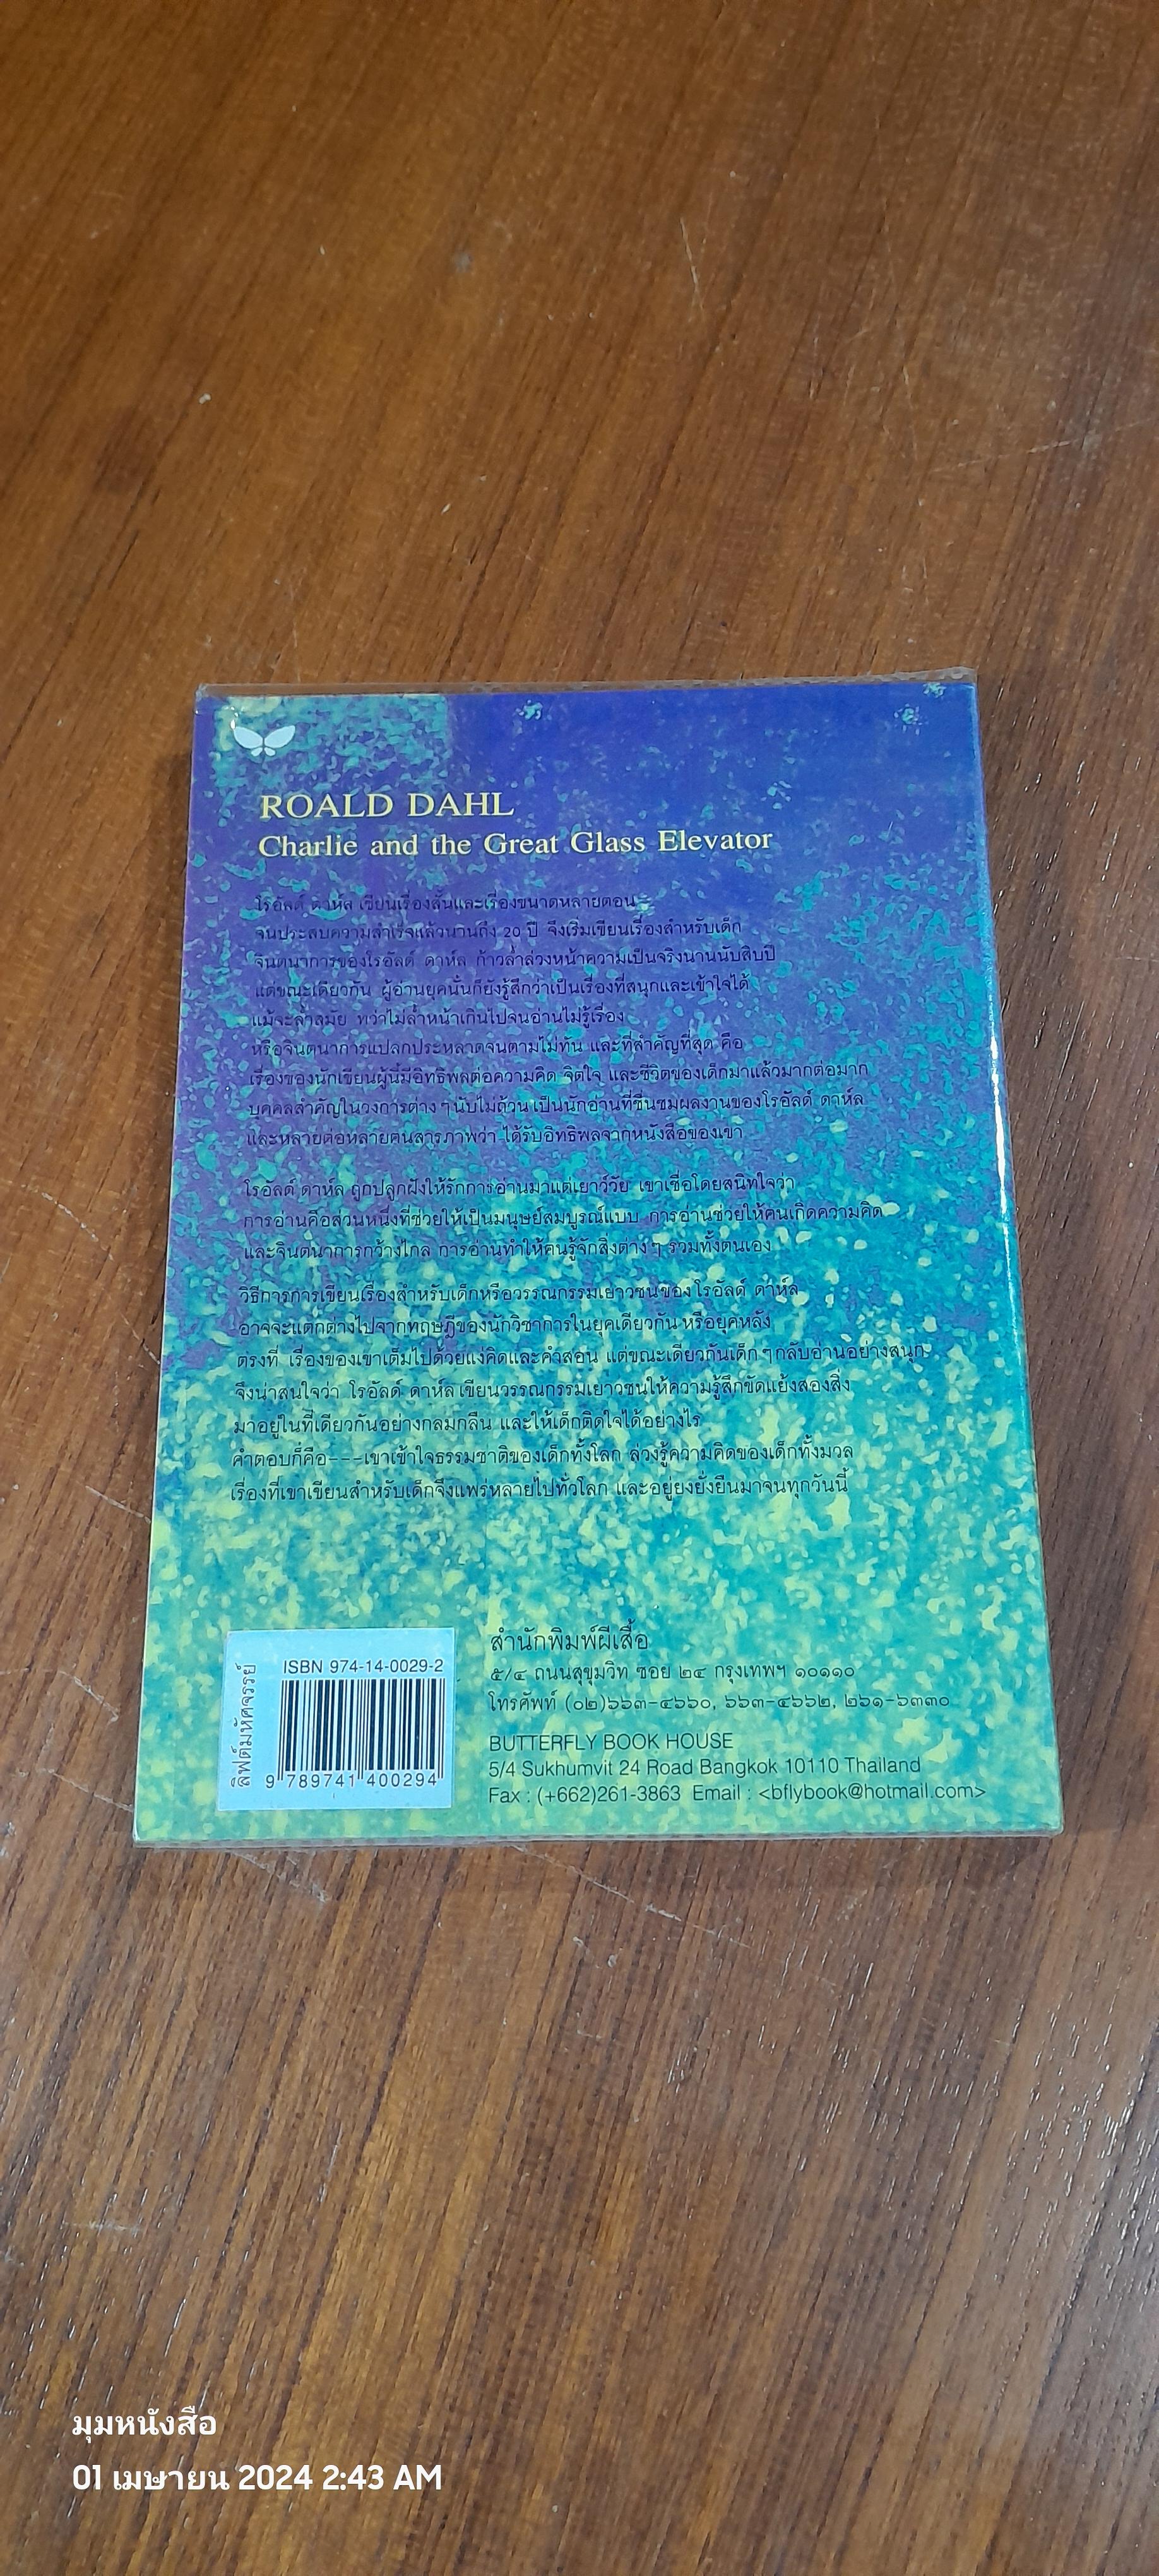 ROALD DAHL
Charlie and the Great Glass Elevator
โรอัลด์ ดาห์ล เขียนเรื่องสั้นและเรื่องขนาดหลายตอน
จนประสบความสำเร็จแล้วนานถึง 20 ปี จึงเริ่มเขียนเรื่องสำหรับเด็ก
จินตนาการของโรอัลด์ ดาห์ล ก้าวล้ำล่วงหน้าความเป็นจริงนานนับสิบปี
แต่ขณะเดียวกัน ผู้อ่านยุคนั้นก็ยังรู้สึกว่าเป็นเรื่องที่สนุกและเข้าใจได้
แม้จะล้ำสมัย ทว่าไม่ล้ำหน้าเกินไปจนอ่านไม่รู้เรื่อง
หรือจินตนาการแปลกประหลาดจนตามไม่ทัน และที่สำคัญที่สุด คือ
เรื่องของนักเขียนผู้นี้มีอิทธิพลต่อความคิด จิตใจ และชีวิตของเด็กมาแล้วมากต่อมาก
บุคคลสำคัญในวงการต่าง ๆ นับไม่ถ้วน เป็นนักอ่านที่ชื่นชมผลงานของโรอัลด์ ดาห์ล
และหลายต่อหลายคนสารภาพว่า ได้รับอิทธิพลจากหนังสือของเขา
โรอัลด์ ดาห์ล ถูกปลูกฝังให้รักการอ่านมาแต่เยาว์วัย เขาเชื่อโดยสนิทใจว่า
การอ่านคือส่วนหนึ่งที่ช่วยให้เป็นมนุษย์สมบูรณ์แบบ การอ่านช่วยให้คนเกิดความคิด
และจินตนาการกว้างไกล การอ่านทำให้คนรู้จักสิ่งต่าง ๆ รวมทั้งตนเอง
วิธีการการเขียนเรื่องสำหรับเด็กหรือวรรณกรรมเยาวชนของโรอัลด์ ดาห์ล
อาจจะแตกต่างไปจากทฤษฎีของนักวิชาการในยุคเดียวกัน หรือยุคหลัง
ตรงที่ เรื่องของเขาเต็มไปด้วยแง่คิดและคำสอน แต่ขณะเดียวกันเด็ก ๆ กลับอ่านอย่างสนุก
จึงน่าสนใจว่า โรอัลด์ ดาห์ล เขียนวรรณกรรมเยาวชนให้ความรู้สึกขัดแย้งสองสิ่ง
มาอยู่ในที่เดียวกันอย่างกลมกลืน และให้เด็กติดใจได้อย่างไร
คำตอบก็คือ---เขาเข้าใจธรรมชาติของเด็กทั้งโลก ล่วงรู้ความคิดของเด็กทั้งมวล
เรื่องที่เขาเขียนสำหรับเด็กจึงแพร่หลายไปทั่วโลก และอยู่ยงยั่งยืนมาจนทุกวันนี้
ลิฟต์มหัศจรรย์
ISBN 974-14-0029-2
9 789741 400294
สำนักพิมพ์ผีเสื้อ
๕/๔ ถนนสุขุมวิท ซอย ๒๔ กรุงเทพฯ ๑๐๑๑๐
โทรศัพท์ (๐๒)๖๖๓-๔๖๖๐, ๖๖๓-๔๖๖๒, ๒๖๑-๖๓๓๐
BUTTERFLY BOOK HOUSE
5/4 Sukhumvit 24 Road Bangkok 10110 Thailand
Fax : (+662)261-3863 Email : <bflybook@hotmail.com>
มุมหนังสือ
01 เมษายน 2024 2:43 AM